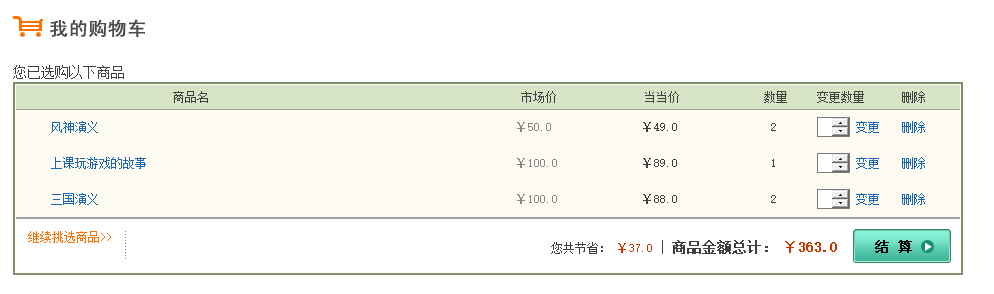 我的购物车
您已选购以下商品
商品名 市场价 当当价 数量 变更数量 删除
风神演义 ￥50.0 ￥49.0 2 变更 删除
上课玩游戏的故事 ￥100.0 ￥89.0 1 变更 删除
三国演义 ￥100.0 ￥88.0 2 变更 删除
继续挑选商品>> 您共节省： ￥37.0 | 商品金额总计： ￥363.0 结 算